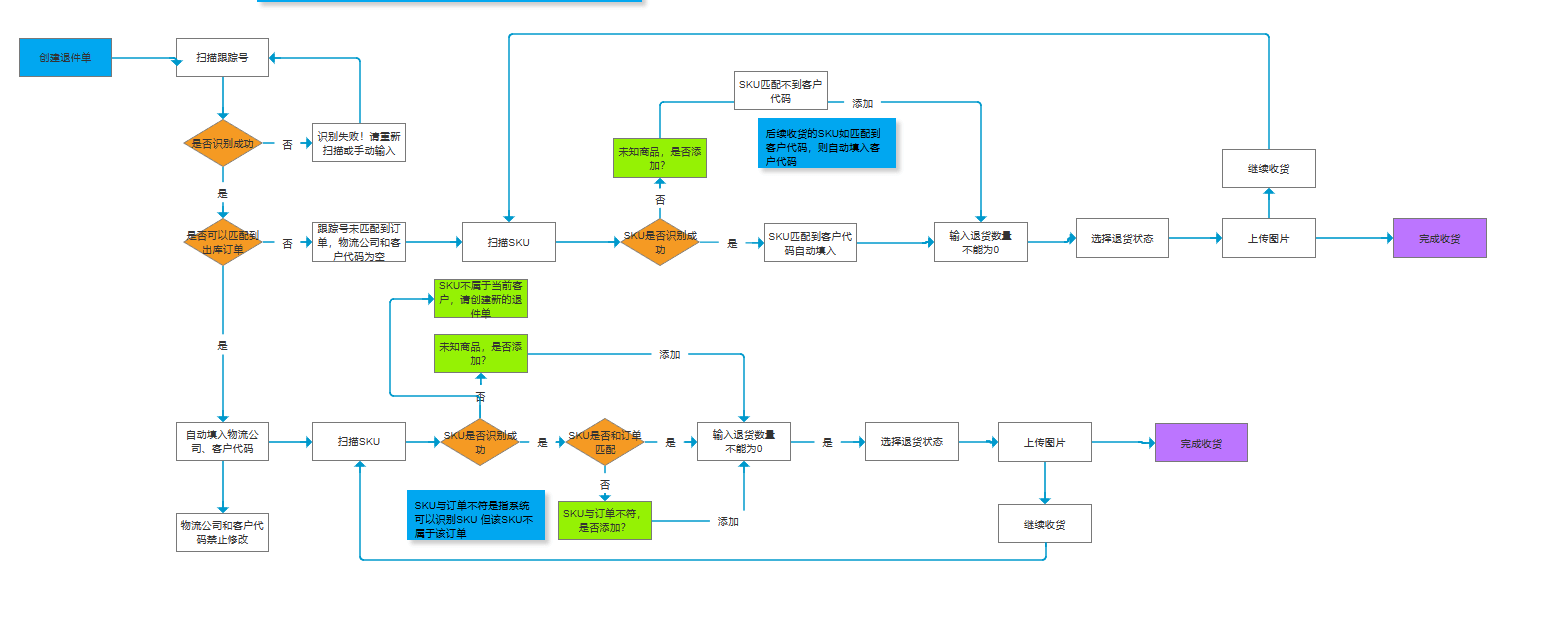 创建退件单
扫描跟踪号
是否识别成功
否
识别失败！请重新
扫描或手动输入
是
是否可以匹配到
出库订单
否
跟踪号未匹配到订
单，物流公司和客
户代码为空
扫描SKU
SKU是否识别成
功
否
未知商品，是否添
加？
SKU匹配不到客户
代码
添加
后续收货的SKU如匹配到
客户代码，则自动填入客
户代码
是
SKU匹配到客户代
码自动填入
输入退货数量
不能为0
选择退货状态
上传图片
继续收货
完成收货
是
自动填入物流公
司、客户代码
物流公司和客户代
码禁止修改
扫描SKU
SKU是否识别成
功
否
SKU不属于当前客
户，请创建新的退
件单
未知商品，是否添
加？
添加
是
SKU是否和订单
匹配
否
SKU与订单不符，
是否添加？
添加
SKU与订单不符是指系统
可以识别SKU 但该SKU不
属于该订单
是
输入退货数量
不能为0
是
选择退货状态
上传图片
继续收货
完成收货